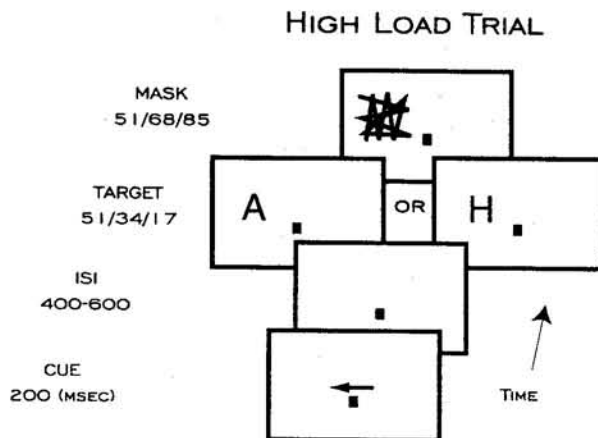 HIGH LOAD TRIAL
MASK
51/68/85
TARGET
51/34/17
A
OR
H
ISI
400-600
CUE
200 (MSEC)
TIME